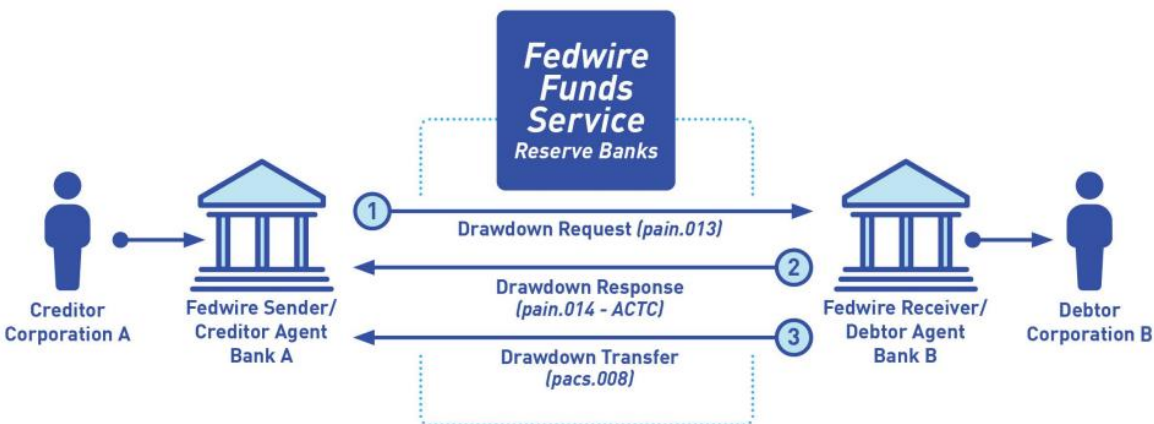 Fedwire
Funds
Service
Reserve Banks
1
Drawdown Request (pain.013)
2
Drawdown Response
(pain.014 - ACTC)
3
Drawdown Transfer
(pacs.008)
Creditor
Corporation A
Fedwire Sender/
Creditor Agent
Bank A
Fedwire Receiver/
Debtor Agent
Bank B
Debtor
Corporation B